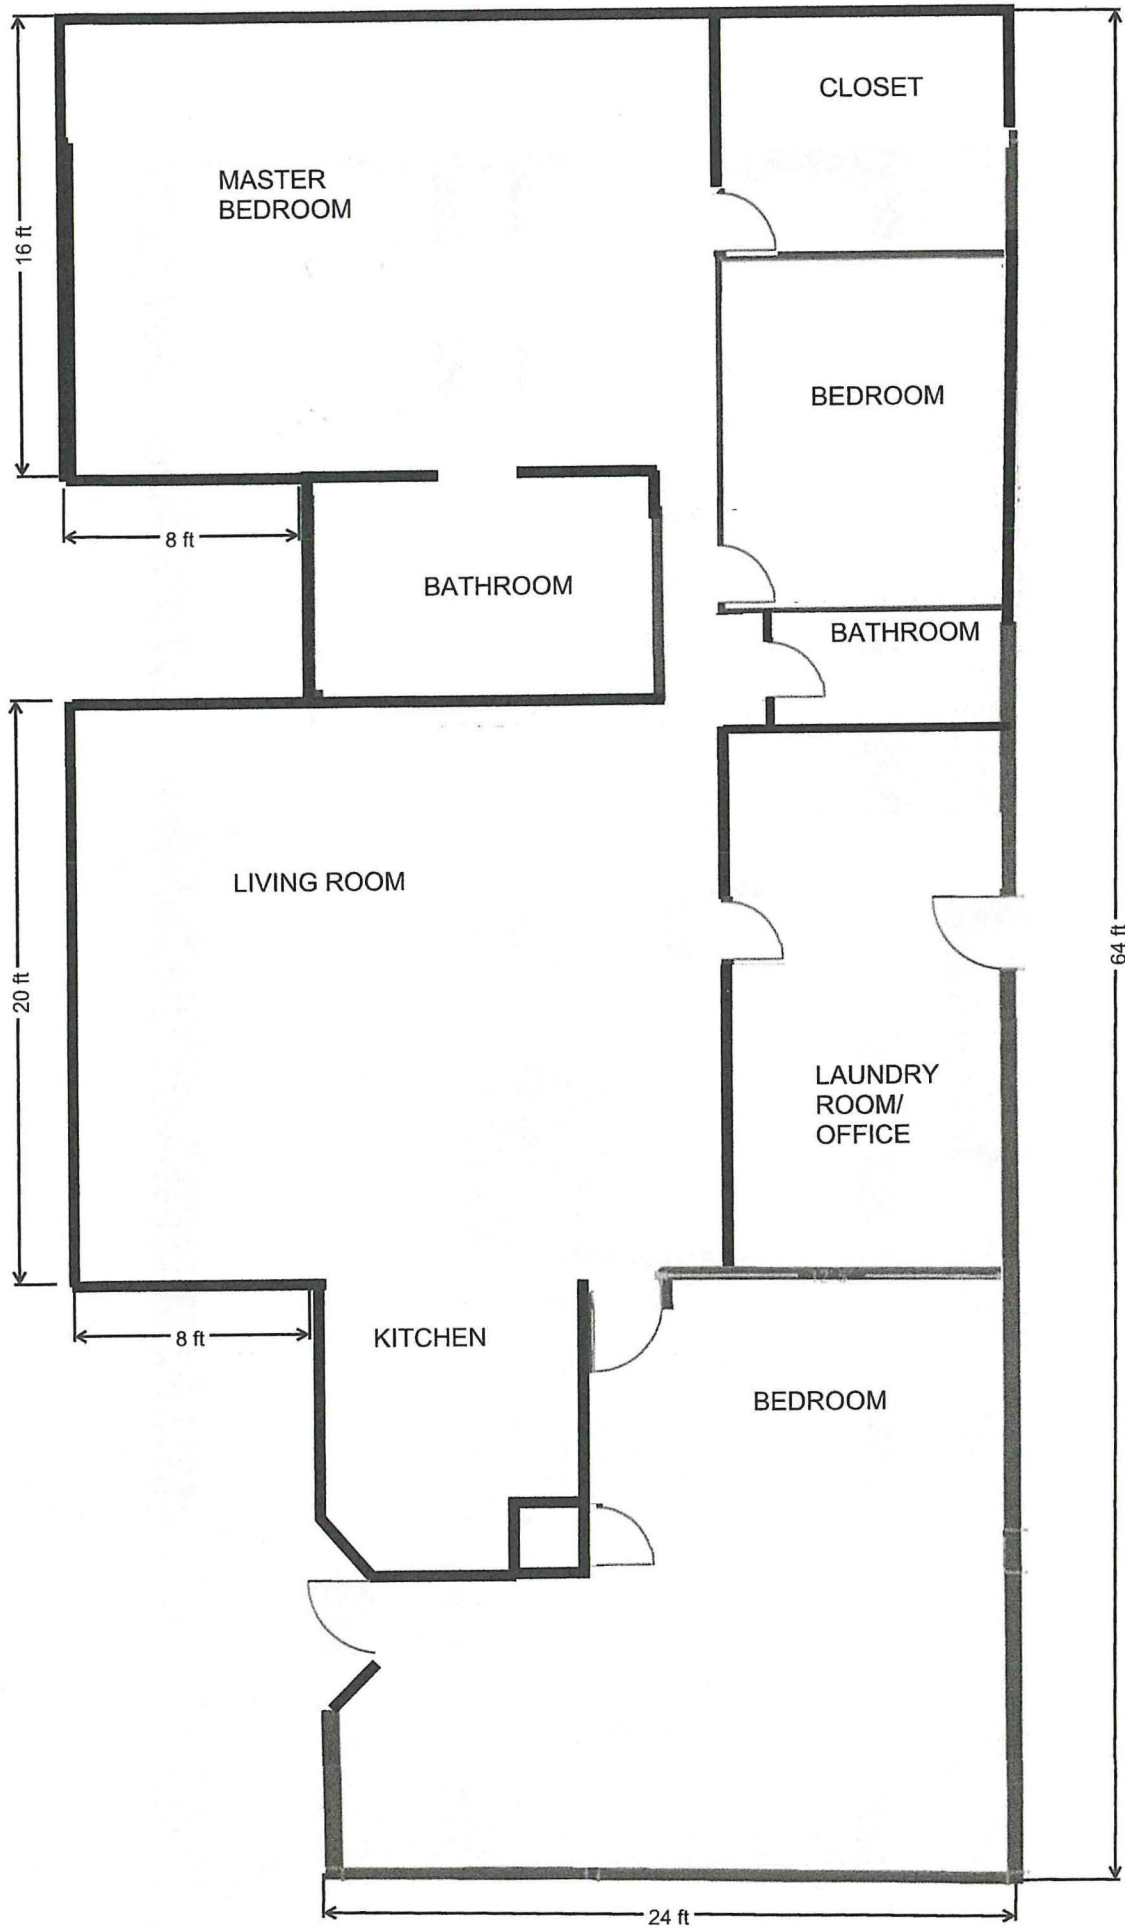 CLOSET
MASTER
BEDROOM
16 ft
BEDROOM
8 ft
BATHROOM
BATHROOM
LIVING ROOM
64 ft
20 ft
LAUNDRY
ROOM/
OFFICE
8 ft
KITCHEN
BEDROOM
24 ft